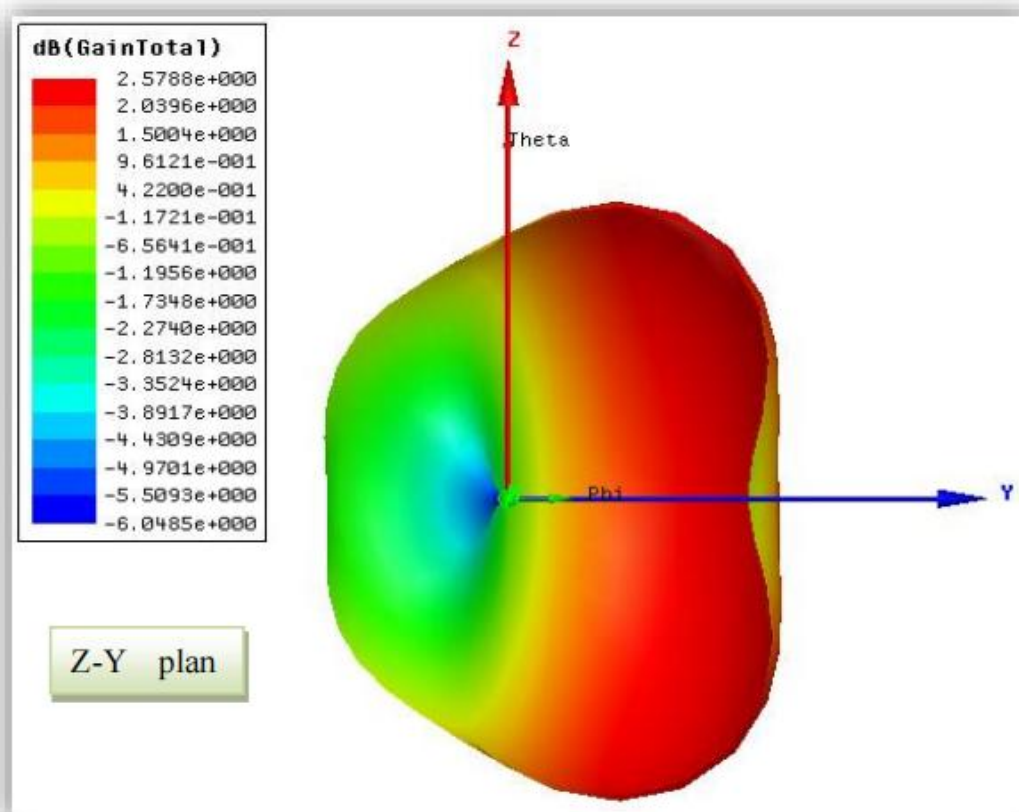 dB(GainTotal)
2.5788e+000
2.0396e+000
1.5004e+000
9.6121e-001
4.2200e-001
-1.1721e-001
-6.5641e-001
-1.1956e+000
-1.7348e+000
-2.2740e+000
-2.8132e+000
-3.3524e+000
-3.8917e+000
-4.4309e+000
-4.9701e+000
-5.5093e+000
-6.0485e+000
Z
Theta
Phi
Y
Z-Y plan